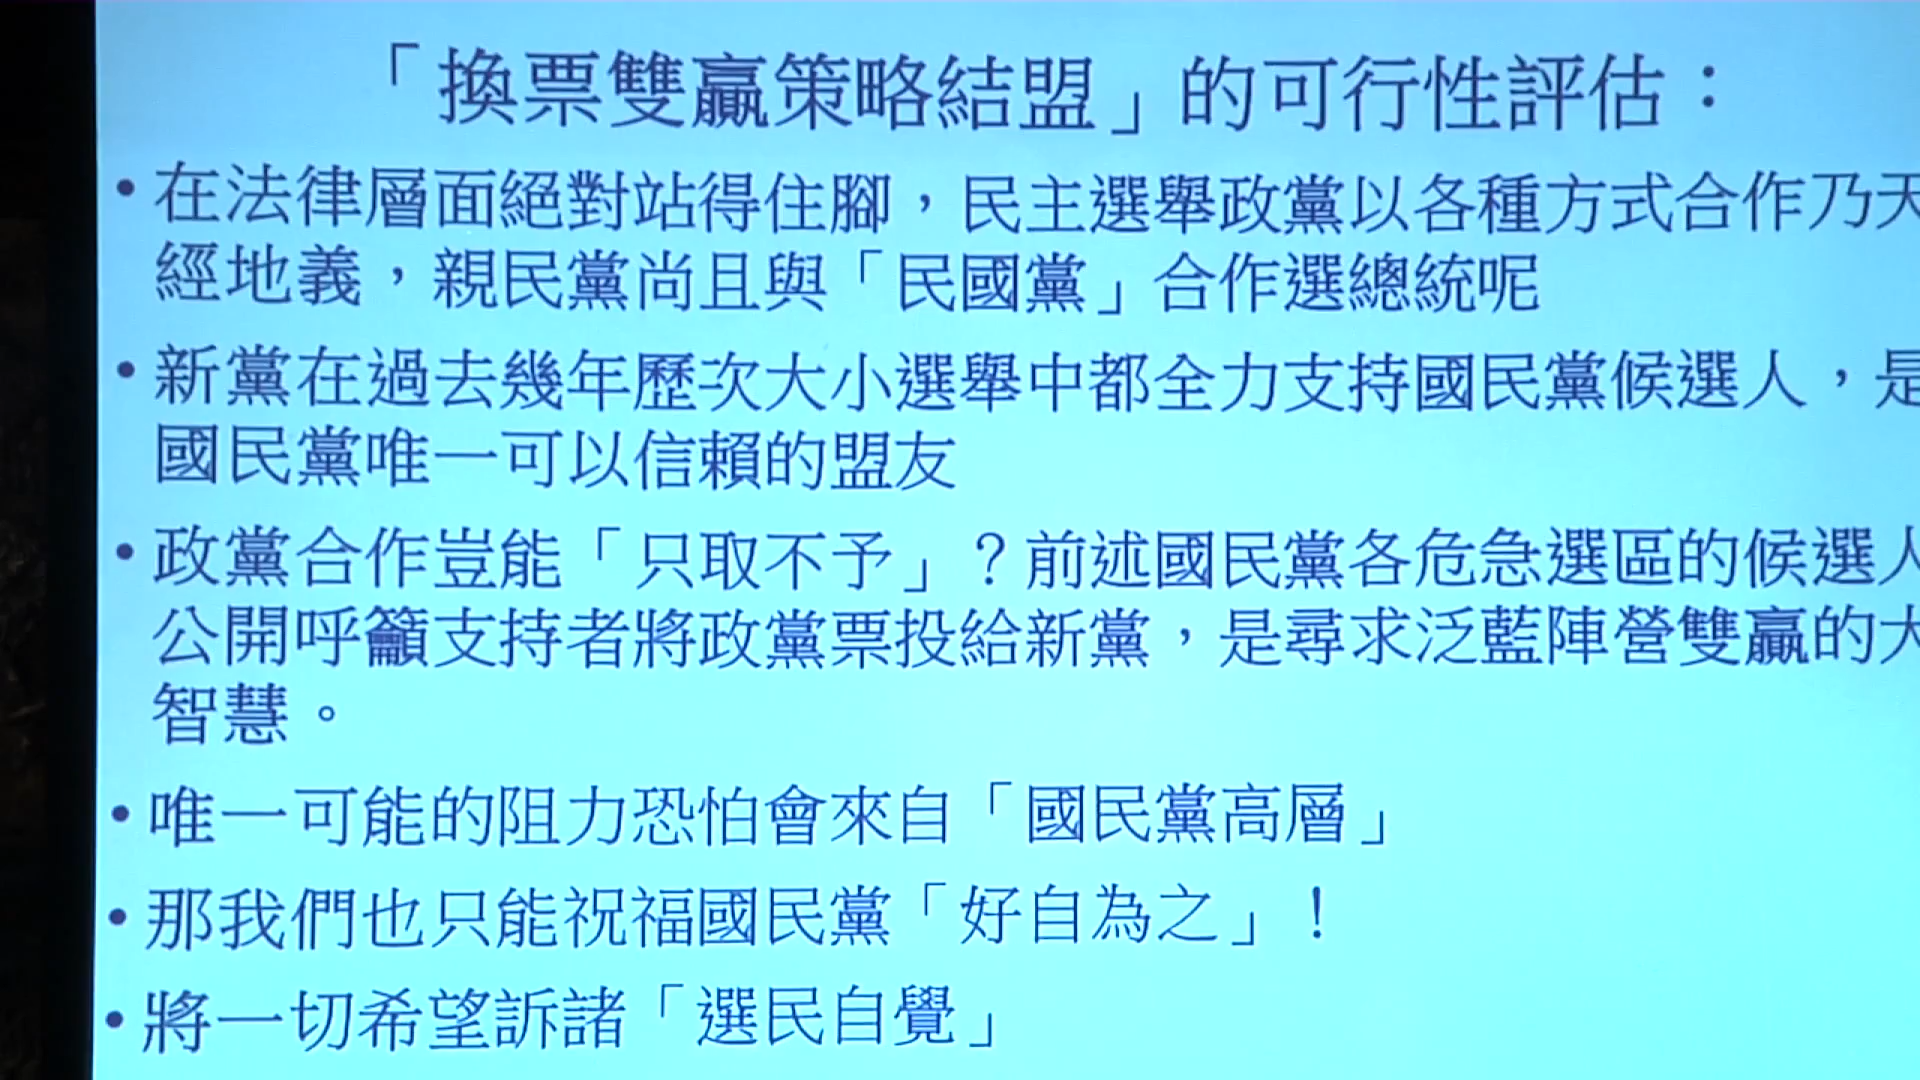 「換票雙贏策略結盟」的可行性評估：
•在法律層面絕對站得住腳，民主選舉政黨以各種方式合作乃天
經地義，親民黨尚且與「民國黨」合作選總統呢
•新黨在過去幾年歷次大小選舉中都全力支持國民黨候選人，是
國民黨唯一可以信賴的盟友
•政黨合作豈能「只取不予」？前述國民黨各危急選區的候選人
公開呼籲支持者將政黨票投給新黨，是尋求泛藍陣營雙贏的大
智慧。
•唯一可能的阻力恐怕會來自「國民黨高層」
•那我們也只能祝福國民黨「好自為之」！
•將一切希望訴諸「選民自覺」